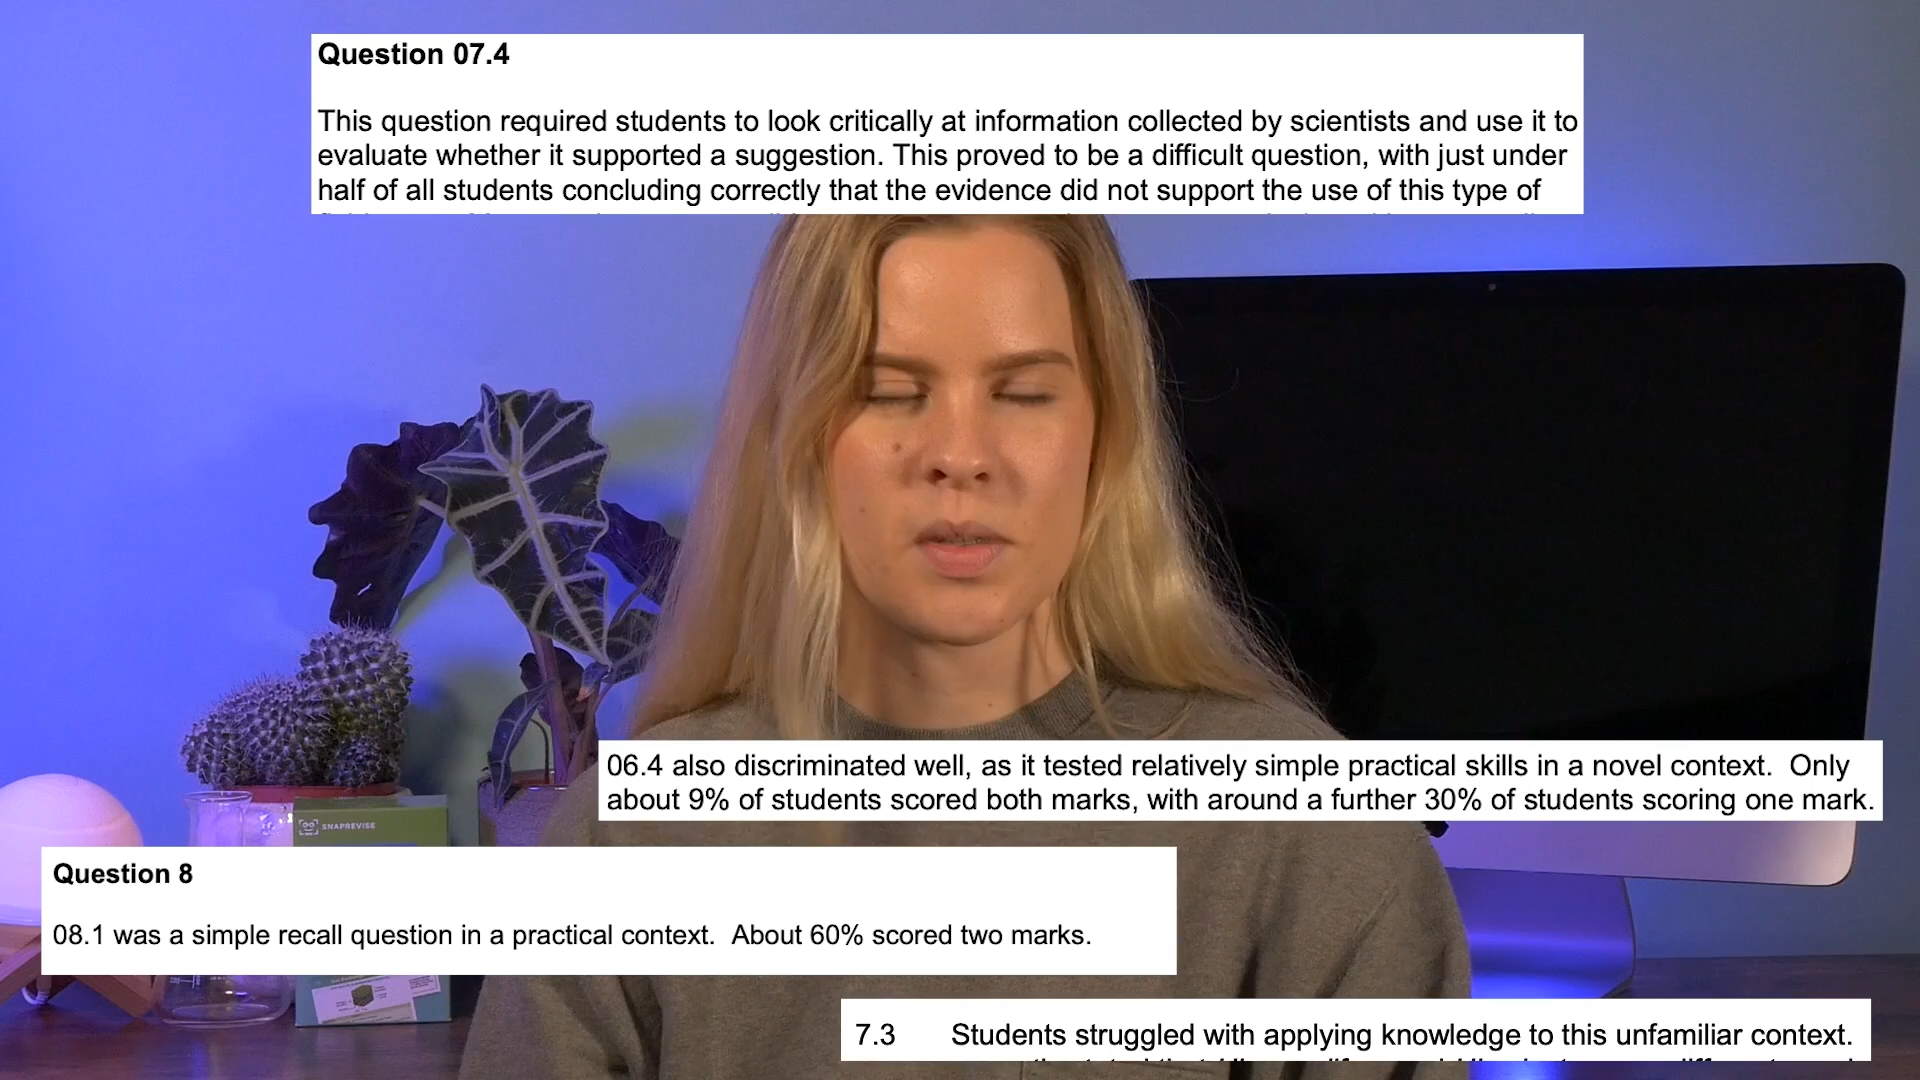 Question 07.4
This question required students to look critically at information collected by scientists and use it to
evaluate whether it supported a suggestion. This proved to be a difficult question, with just under
half of all students concluding correctly that the evidence did not support the use of this type of
06.4 also discriminated well, as it tested relatively simple practical skills in a novel context. Only
about 9% of students scored both marks, with around a further 30% of students scoring one mark.
SNAPREVISE
Question 8
08.1 was a simple recall question in a practical context. About 60% scored two marks.
7.3 Students struggled with applying knowledge to this unfamiliar context.